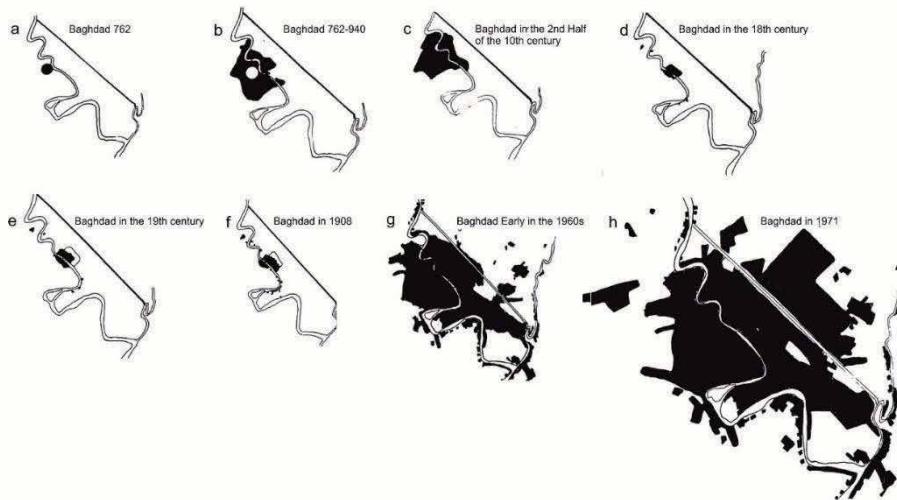 a Baghdad 762
b Baghdad 762-940
c Baghdad in the 2nd Half
of the 10th century
d Baghdad in the 18th century
e Baghdad in the 19th century
f Baghdad in 1908
g Baghdad Early in the 1960s
h Baghdad in 1971